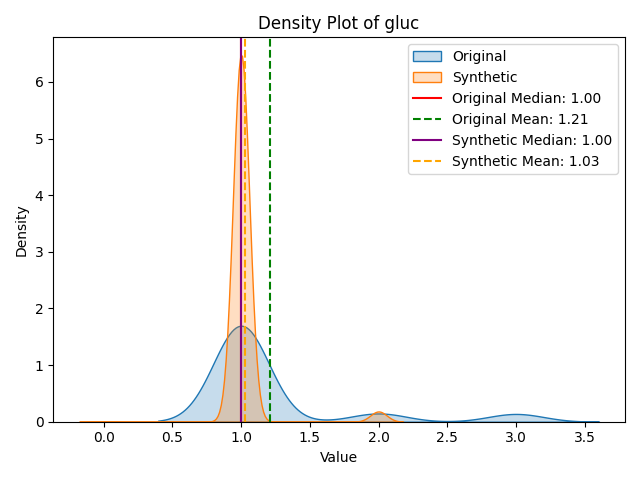 Density Plot of gluc
Original
Synthetic
Original Median: 1.00
Original Mean: 1.21
Synthetic Median: 1.00
Synthetic Mean: 1.03
Density
6
5
4
3
2
1
0
0.0 0.5 1.0 1.5 2.0 2.5 3.0 3.5
Value